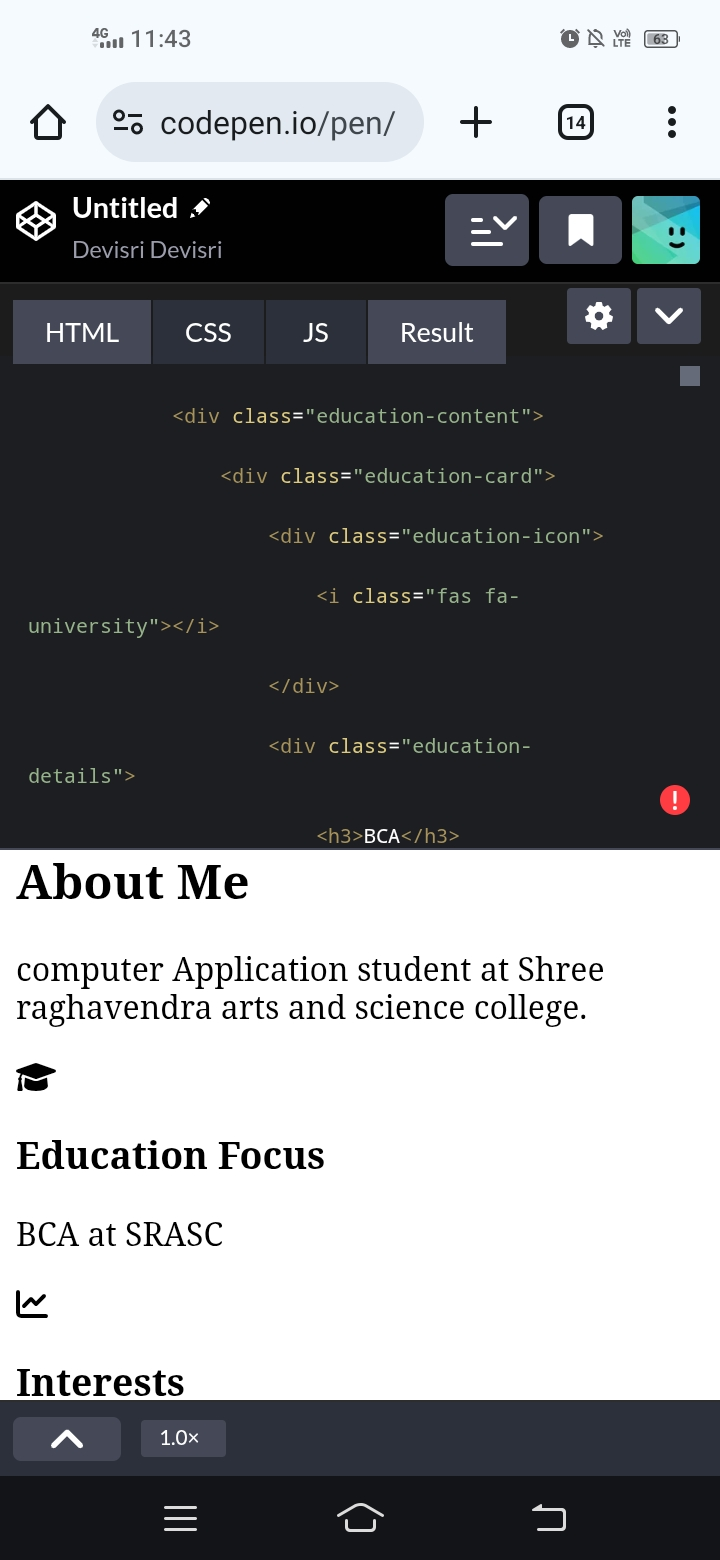 4G 11:43 Vo) LTE 63
codepen.io/pen/ 14
Untitled
Devisri Devisri
HTML CSS JS Result
<div class="education-content">
<div class="education-card">
<div class="education-icon">
<i class="fas fa-
university"></i>
</div>
<div class="education-
details">
<h3>BCA</h3>
About Me
computer Application student at Shree
raghavendra arts and science college.
Education Focus
BCA at SRASC
Interests
1.0×